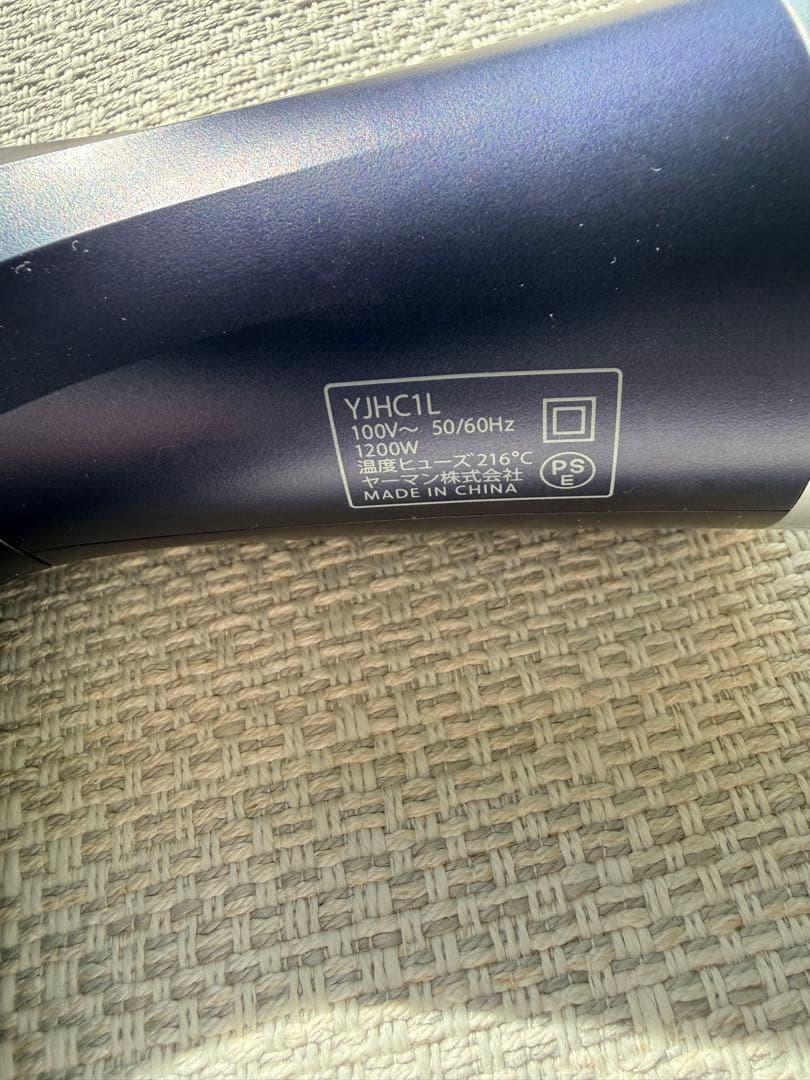 YJHC1L
100V～ 50/60Hz
1200W
温度ヒューズ 216°C
ヤーマン株式会社
MADE IN CHINA
PS
E